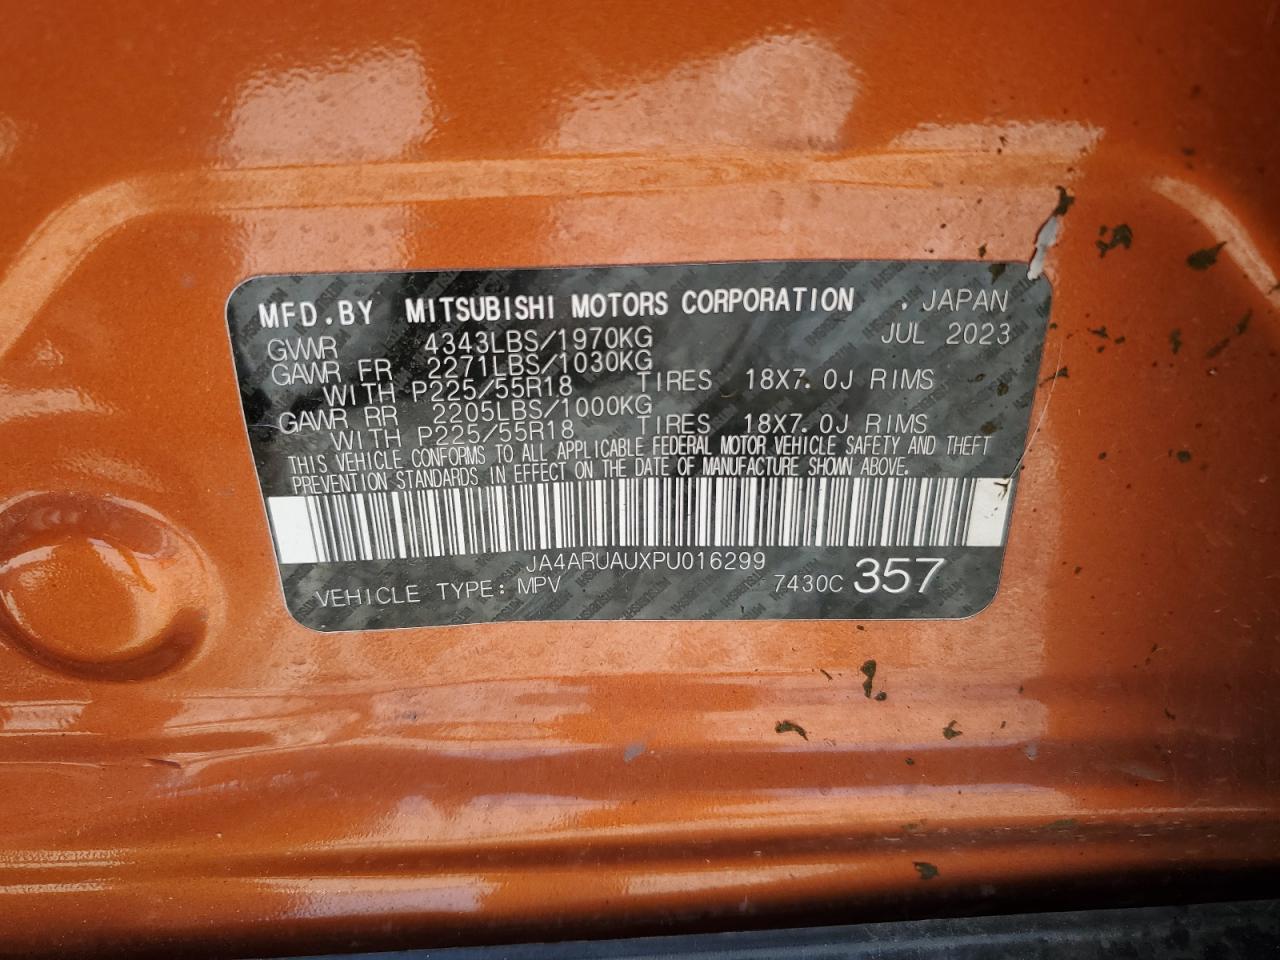 MFD.BY MITSUBISHI MOTORS CORPORATION . JAPAN
GVWR 4343LBS/1970KG JUL 2023
GAWR FR 2271LBS/1030KG
WITH P225/55R18 TIRES 18X7.0J RIMS
GAWR RR 2205LBS/1000KG
WITH P225/55R18 TIRES 18X7.0J RIMS
THIS VEHICLE CONFORMS TO ALL APPLICABLE FEDERAL MOTOR VEHICLE SAFETY AND THEFT
PREVENTION STANDARDS IN EFFECT ON THE DATE OF MANUFACTURE SHOWN ABOVE.
JA4ARUAUXPU016299
VEHICLE TYPE: MPV 7430C 357